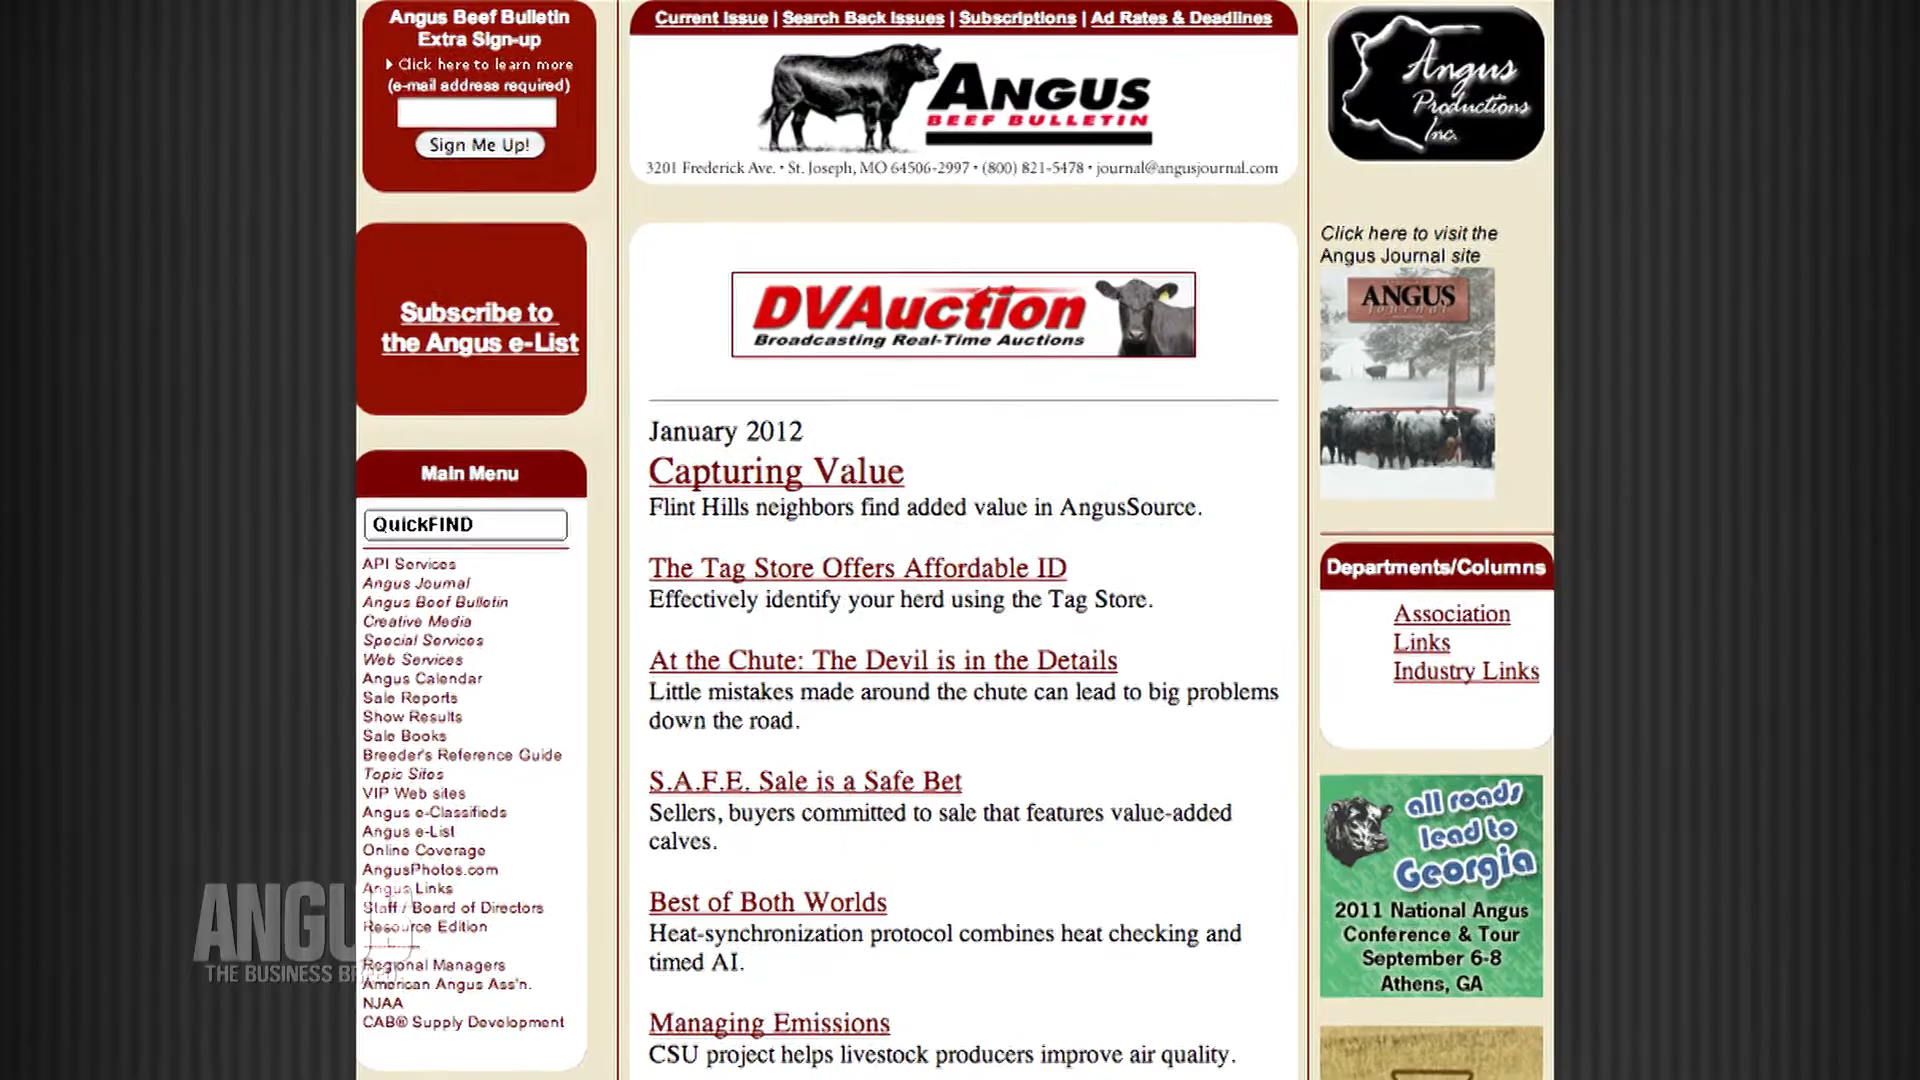 Angus Beef Bulletin
Extra Sign-up
Click here to learn more
(e-mail address required)
Sign Me Up!
Subscribe to
the Angus e-List
Main Menu
QuickFIND
API Services
Angus Journal
Angus Beef Bulletin
Creative Media
Special Services
Web Services
Angus Calendar
Sale Reports
Show Results
Sale Books
Breeder's Reference Guide
Topic Sites
VIP Web sites
Angus e-Classifieds
Angus e-List
Online Coverage
AngusPhotos.com
Angus Links
Staff / Board of Directors
Resource Edition
Regional Managers
American Angus Ass'n.
NJAA
CAB® Supply Development
ANGUS
THE BUSINESS
Current Issue | Search Back Issues | Subscriptions | Ad Rates & Deadlines
ANGUS
BEEF BULLETIN
3201 Frederick Ave. • St. Joseph, MO 64506-2997 • (800) 821-5478 • journal@angusjournal.com
DVAuction
Broadcasting Real-Time Auctions
January 2012
Capturing Value
Flint Hills neighbors find added value in AngusSource.
The Tag Store Offers Affordable ID
Effectively identify your herd using the Tag Store.
At the Chute: The Devil is in the Details
Little mistakes made around the chute can lead to big problems
down the road.
S.A.F.E. Sale is a Safe Bet
Sellers, buyers committed to sale that features value-added
calves.
Best of Both Worlds
Heat-synchronization protocol combines heat checking and
timed AI.
Managing Emissions
CSU project helps livestock producers improve air quality.
Angus
Productions
Inc.
Click here to visit the
Angus Journal site
ANGUS
Journal
Departments/Columns
Association
Links
Industry Links
all roads
lead to
Georgia
2011 National Angus
Conference & Tour
September 6-8
Athens, GA